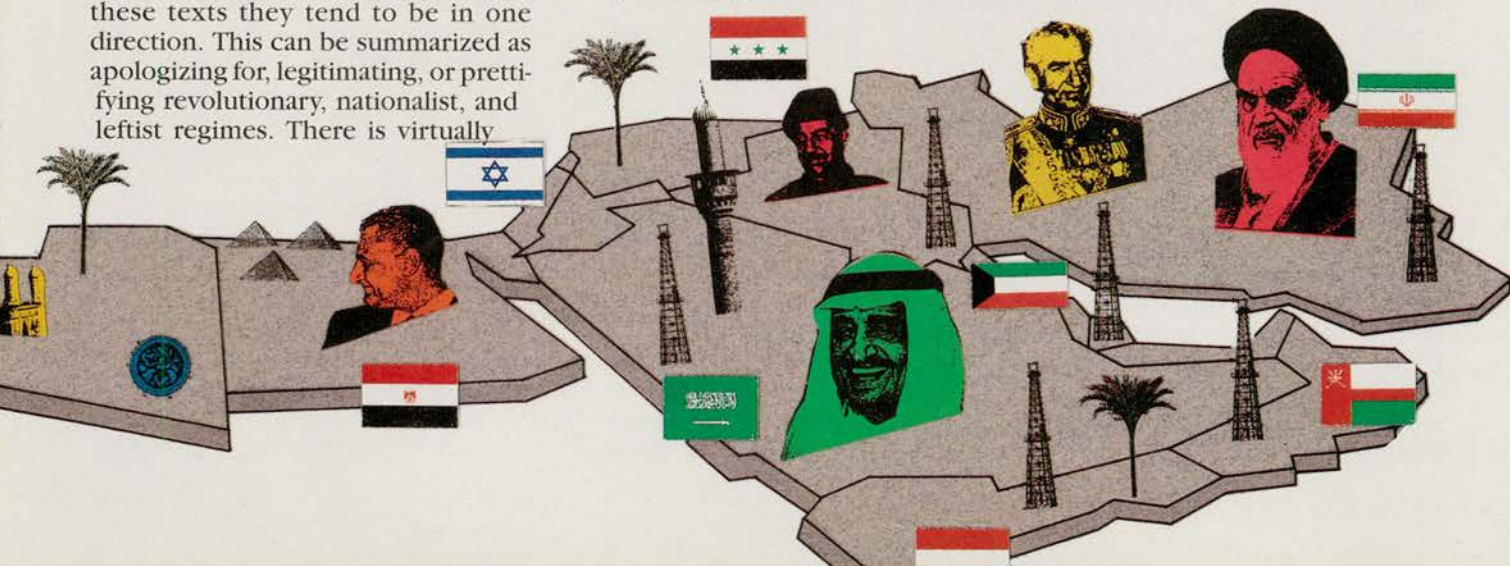 these texts they tend to be in one
direction. This can be summarized as
apologizing for, legitimating, or pretti-
fying revolutionary, nationalist, and
leftist regimes. There is virtually